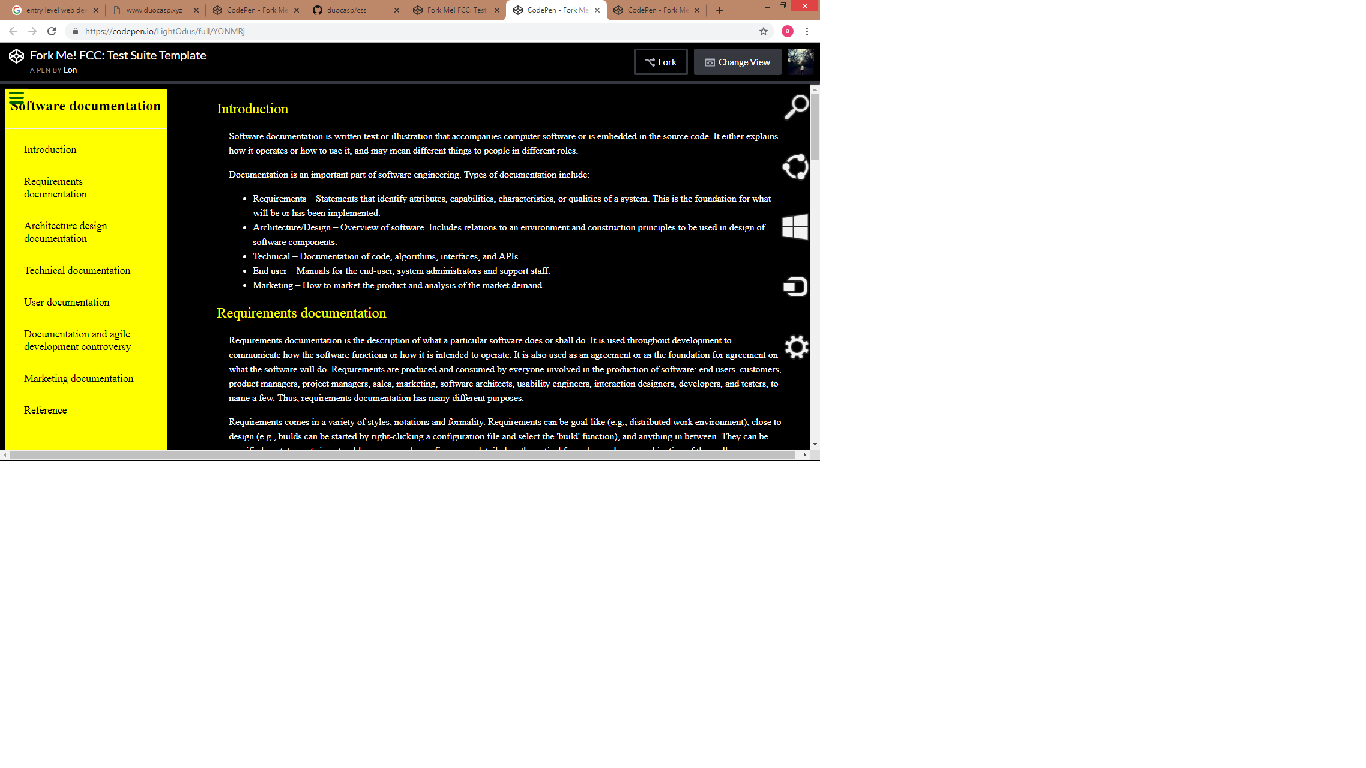 entry level web de
www.duocasp.xyz
CodePen - Fork Me
duocasp/css
Fork Me! FCC: Test
CodePen - Fork Me
CodePen - Fork Me
https://codepen.io/LightOdus/full/YONMRj
Fork Me! FCC: Test Suite Template
A PEN BY Lon
Fork
Change View
Software documentation
Introduction
Requirements
documentation
Architecture design
documentation
Technical documentation
User documentation
Documentation and agile
development controversy
Marketing documentation
Reference
Introduction
Software documentation is written text or illustration that accompanies computer software or is embedded in the source code. It either explains
how it operates or how to use it, and may mean different things to people in different roles.
Documentation is an important part of software engineering. Types of documentation include:
Requirements – Statements that identify attributes, capabilities, characteristics, or qualities of a system. This is the foundation for what
will be or has been implemented.
Architecture/Design – Overview of software. Includes relations to an environment and construction principles to be used in design of
software components.
Technical – Documentation of code, algorithms, interfaces, and APIs.
End user – Manuals for the end-user, system administrators and support staff.
Marketing – How to market the product and analysis of the market demand.
Requirements documentation
Requirements documentation is the description of what a particular software does or shall do. It is used throughout development to
communicate how the software functions or how it is intended to operate. It is also used as an agreement or as the foundation for agreement on
what the software will do. Requirements are produced and consumed by everyone involved in the production of software: end users, customers,
product managers, project managers, sales, marketing, software architects, usability engineers, interaction designers, developers, and testers, to
name a few. Thus, requirements documentation has many different purposes.
Requirements comes in a variety of styles, notations and formality. Requirements can be goal-like (e.g., distributed work environment), close to
design (e.g., builds can be started by right-clicking a configuration file and select the 'build' function), and anything in between. They can be